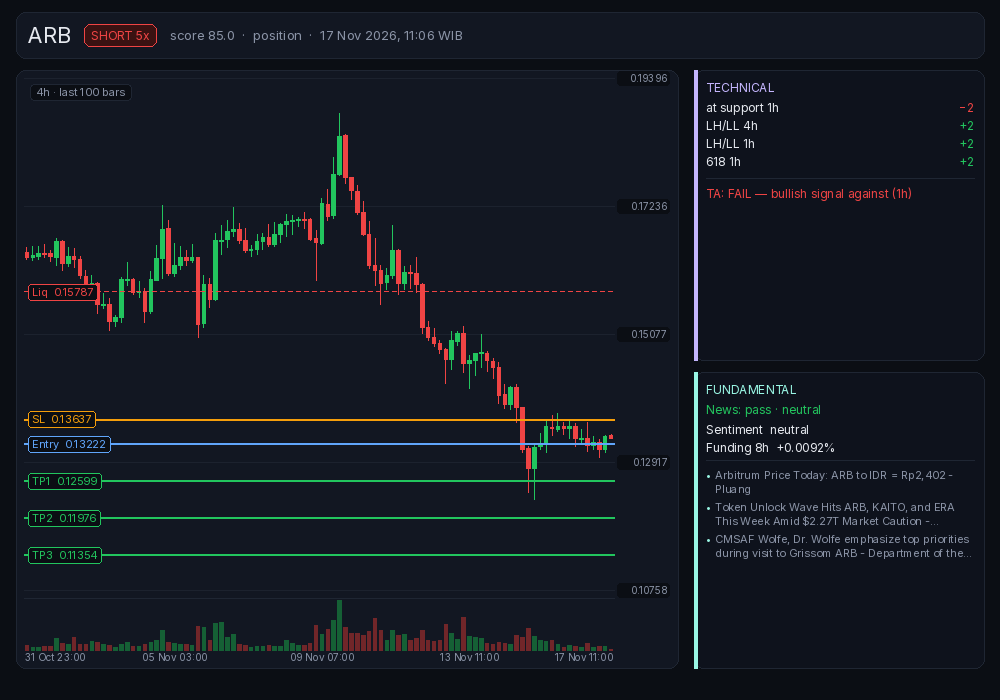 ARB SHORT 5x score 85.0 · position · 17 Nov 2026, 11:06 WIB
4h · last 100 bars
0.19396
0.17236
Liq 0.15787
0.15077
SL 0.13637
Entry 0.13222
0.12917
TP1 0.12599
TP2 0.11976
TP3 0.11354
0.10758
31 Oct 23:00 05 Nov 03:00 09 Nov 07:00 13 Nov 11:00 17 Nov 11:00
TECHNICAL
at support 1h −2
LH/LL 4h +2
LH/LL 1h +2
618 1h +2
TA: FAIL — bullish signal against (1h)
FUNDAMENTAL
News: pass · neutral
Sentiment neutral
Funding 8h +0.0092%
• Arbitrum Price Today: ARB to IDR = Rp2,402 -
Pluang
• Token Unlock Wave Hits ARB, KAITO, and ERA
This Week Amid $2.27T Market Caution -...
• CMSAF Wolfe, Dr. Wolfe emphasize top priorities
during visit to Grissom ARB - Department of the...